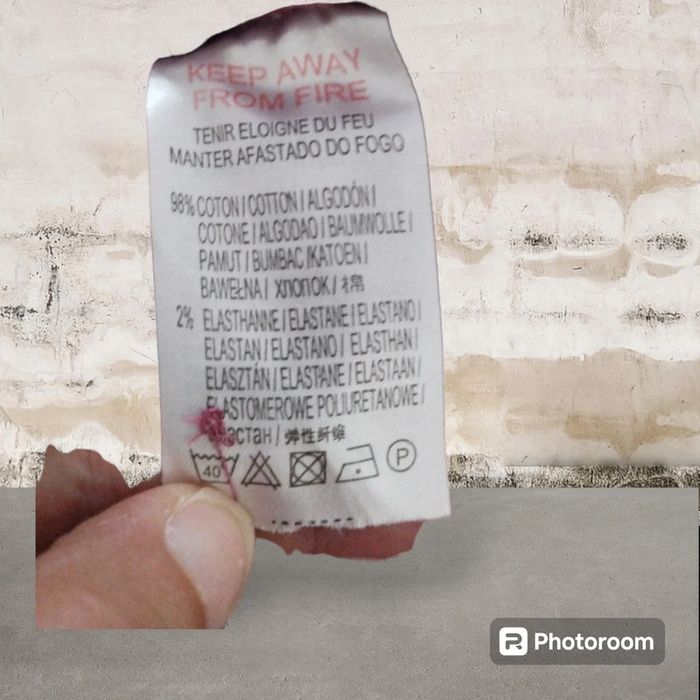 KEEP AWAY
FROM FIRE
TENIR ELOIGNE DU FEU
MANTER AFASTADO DO FOGO
98% COTON / COTTON / ALGODÓN /
COTONE / ALGODAO / BAUMWOLLE /
PAMUT / BUMBAC /KATOEN /
BAWEŁNA / ХЛОПОК / 棉
2% ELASTHANNE / ELASTANE / ELASTANO /
ELASTAN / ELASTANO / ELASTHAN /
ELASZTÁN / ELASTANE / ELASTAAN /
ELASTOMEROWE POLIURETANOWE /
/ 弹性纤维
40 P
Photoroom